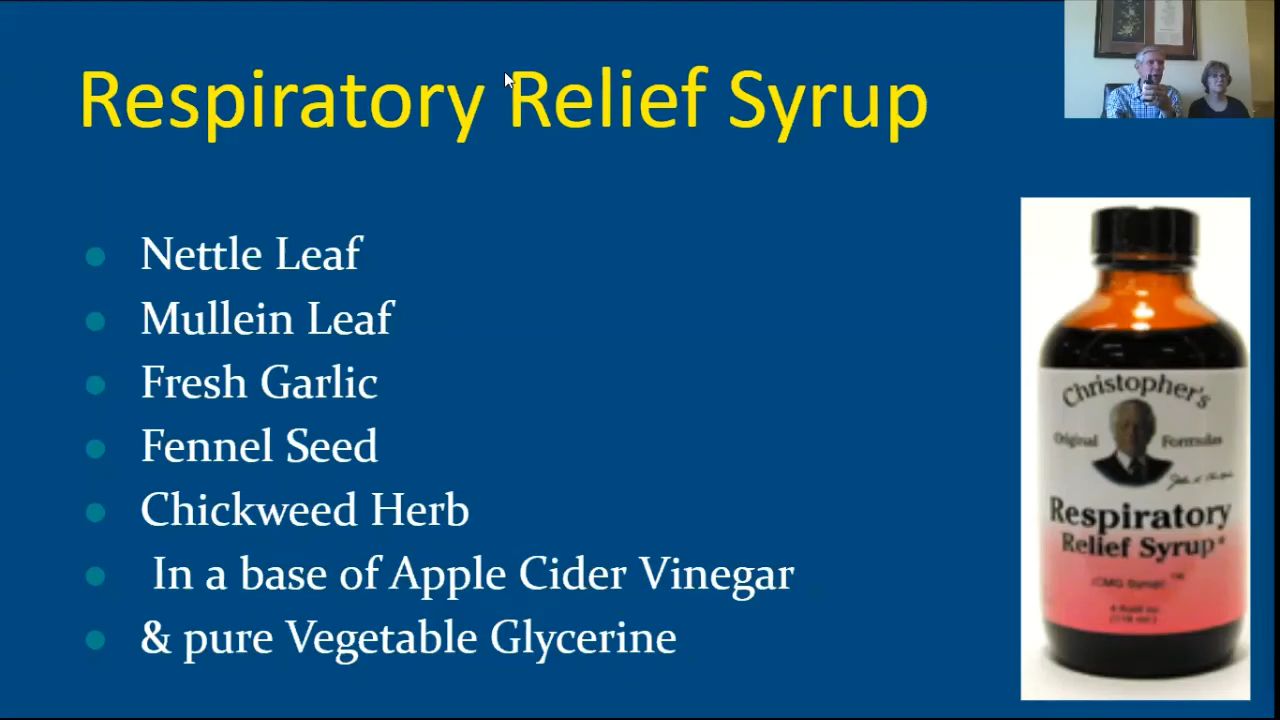 Respiratory Relief Syrup
Nettle Leaf
Mullein Leaf
Fresh Garlic
Fennel Seed
Chickweed Herb
In a base of Apple Cider Vinegar
& pure Vegetable Glycerine
Christopher's
Original Formulas
Respiratory
Relief Syrup*